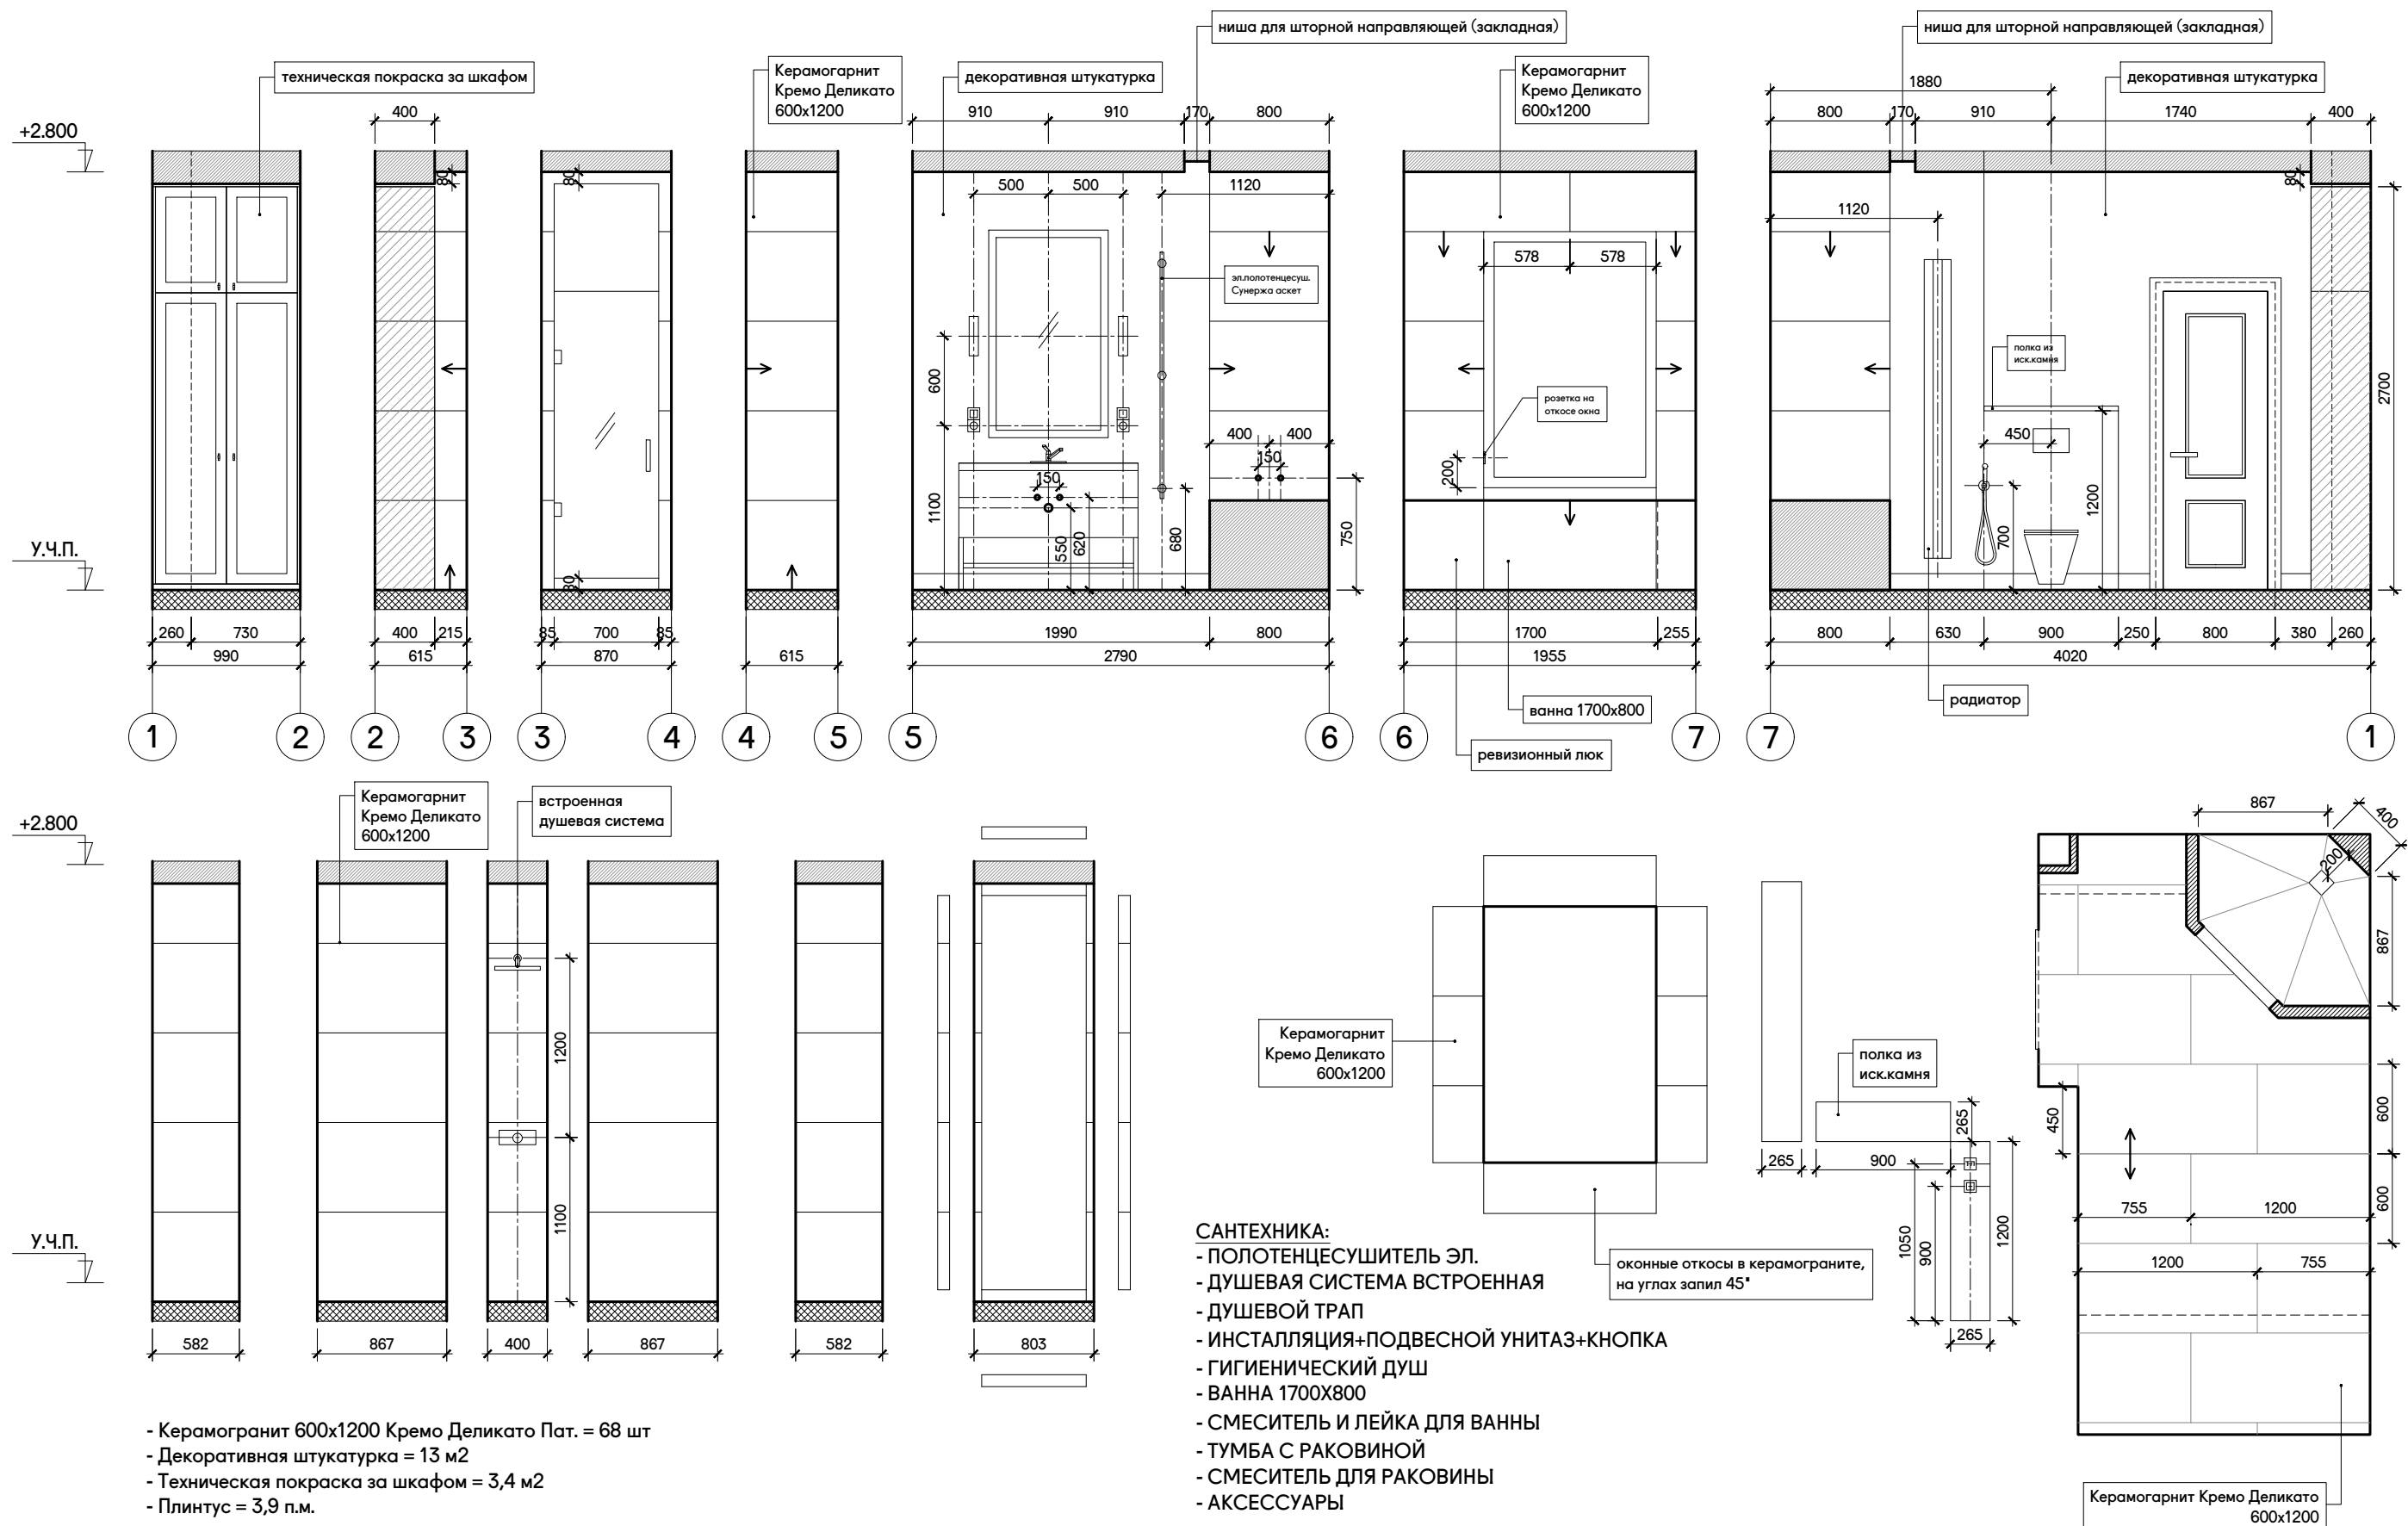 ниша для шторной направляющей (закладная)
ниша для шторной направляющей (закладная)
техническая покраска за шкафом
Керамогарнит
Кремо Деликато
600x1200
декоративная штукатурка
Керамогарнит
Кремо Деликато
600x1200
декоративная штукатурка
1880
+2.800
400
910
910
170
800
800
170
910
1740
400
80
80
80
500
500
1120
1120
эл.полотенцесуш.
Сунержа аскет
578
578
600
1100
розетка на
откосе окна
200
полка из
иск.камня
450
2700
400
400
150
150
550
620
680
750
700
1200
У.Ч.П.
80
260
730
990
400
215
615
85
700
85
870
615
1990
800
2790
1700
255
1955
800
630
900
250
800
380
260
4020
ванна 1700x800
ревизионный люк
радиатор
1
2
2
3
3
4
4
5
5
6
6
7
7
1
+2.800
Керамогарнит
Кремо Деликато
600x1200
встроенная
душевая система
1200
1100
У.Ч.П.
582
867
400
867
582
803
Керамогарнит
Кремо Деликато
600x1200
оконные откосы в керамограните,
на углах запил 45°
полка из
иск.камня
265
265
900
1050
900
1200
265
867
400
200
867
600
450
600
755
1200
1200
755
Керамогарнит Кремо Деликато
600x1200
- Керамогранит 600x1200 Кремо Деликато Пат. = 68 шт
- Декоративная штукатурка = 13 м2
- Техническая покраска за шкафом = 3,4 м2
- Плинтус = 3,9 п.м.
САНТЕХНИКА:
- ПОЛОТЕНЦЕСУШИТЕЛЬ ЭЛ.
- ДУШЕВАЯ СИСТЕМА ВСТРОЕННАЯ
- ДУШЕВОЙ ТРАП
- ИНСТАЛЛЯЦИЯ+ПОДВЕСНОЙ УНИТАЗ+КНОПКА
- ГИГИЕНИЧЕСКИЙ ДУШ
- ВАННА 1700X800
- СМЕСИТЕЛЬ И ЛЕЙКА ДЛЯ ВАННЫ
- ТУМБА С РАКОВИНОЙ
- СМЕСИТЕЛЬ ДЛЯ РАКОВИНЫ
- АКСЕССУАРЫ